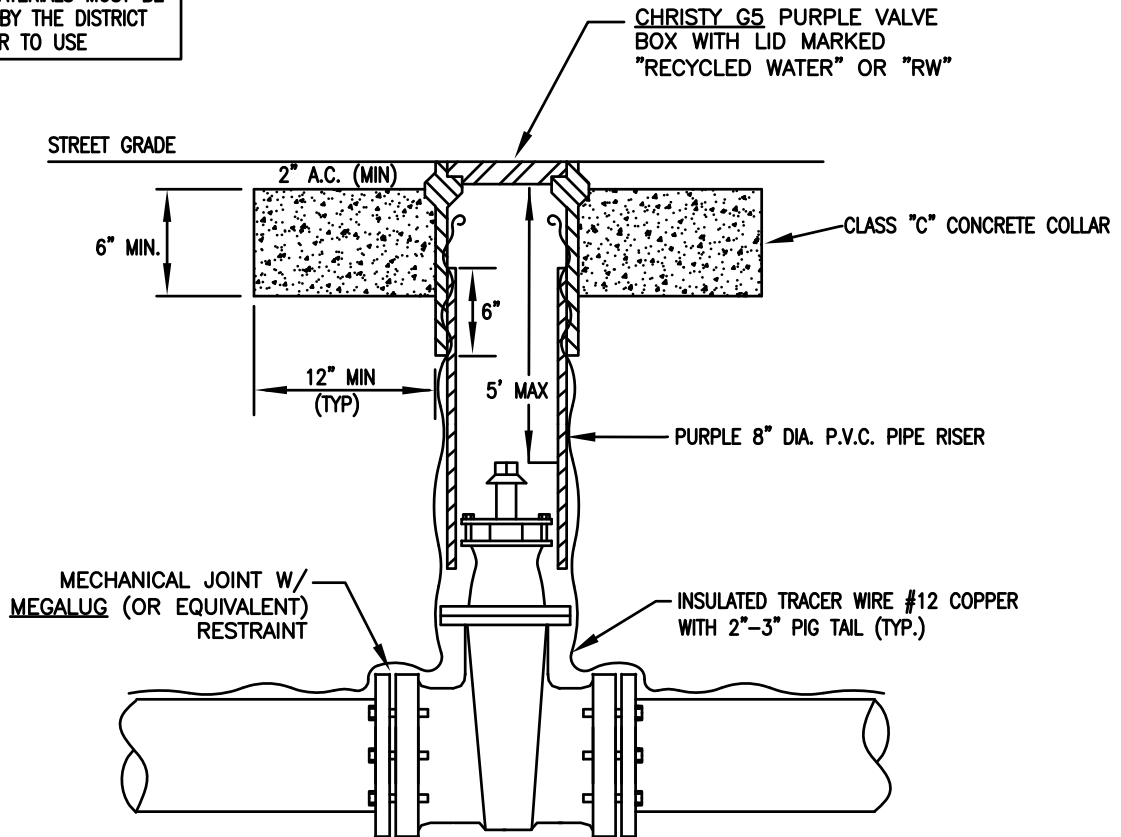 BY THE DISTRICT
TO USE
CHRISTY G5 PURPLE VALVE
BOX WITH LID MARKED
"RECYCLED WATER" OR "RW"
STREET GRADE
2" A.C. (MIN)
6" MIN.
CLASS "C" CONCRETE COLLAR
6"
12" MIN
(TYP)
5' MAX
PURPLE 8" DIA. P.V.C. PIPE RISER
MECHANICAL JOINT W/
MEGALUG (OR EQUIVALENT)
RESTRAINT
INSULATED TRACER WIRE #12 COPPER
WITH 2"-3" PIG TAIL (TYP.)